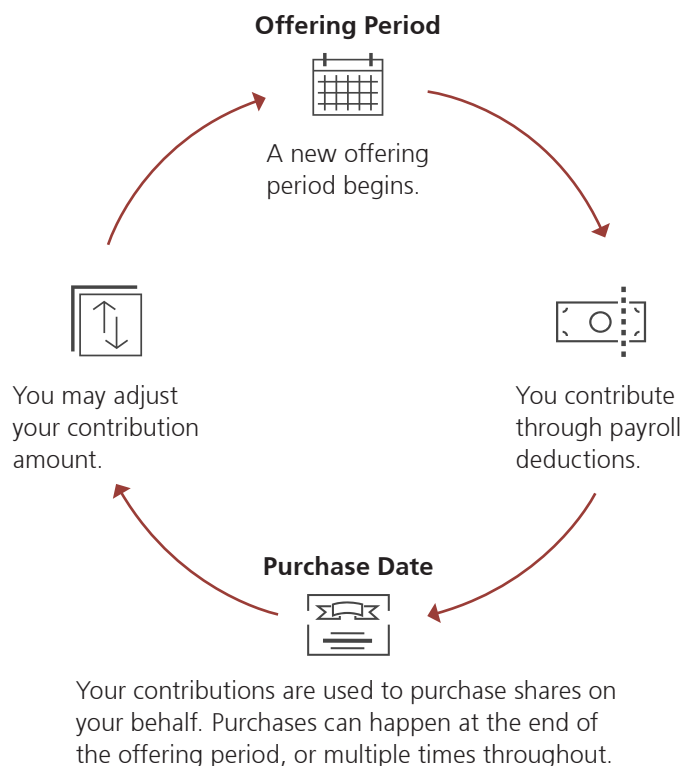 Offering Period
A new offering
period begins.
You contribute
through payroll
deductions.
Purchase Date
Your contributions are used to purchase shares on
your behalf. Purchases can happen at the end of
the offering period, or multiple times throughout.
You may adjust
your contribution
amount.